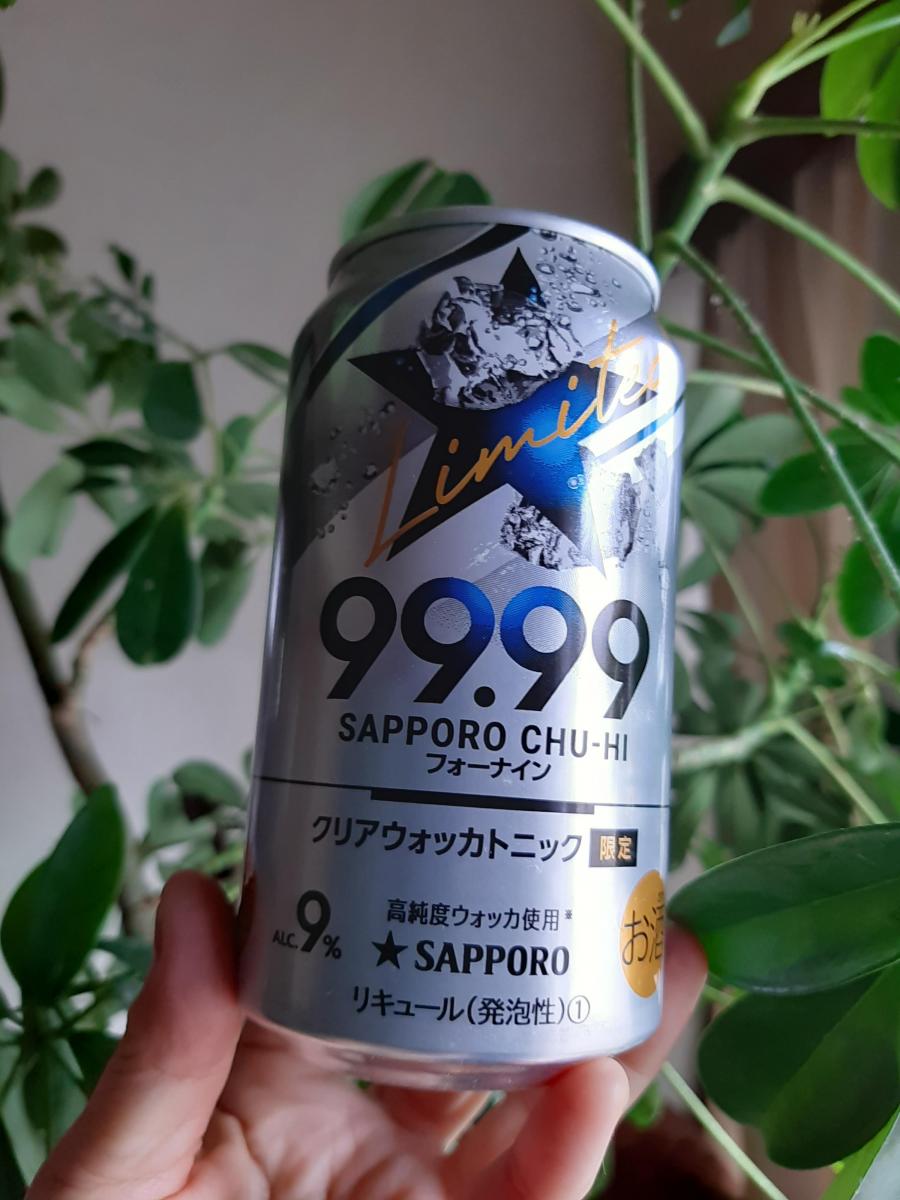 Limited
99.99
SAPPORO CHU-HI
フォーナイン
クリアウォッカトニック 限定
高純度ウォッカ使用※
ALC. 9%
★ SAPPORO
お酒
リキュール(発泡性)①